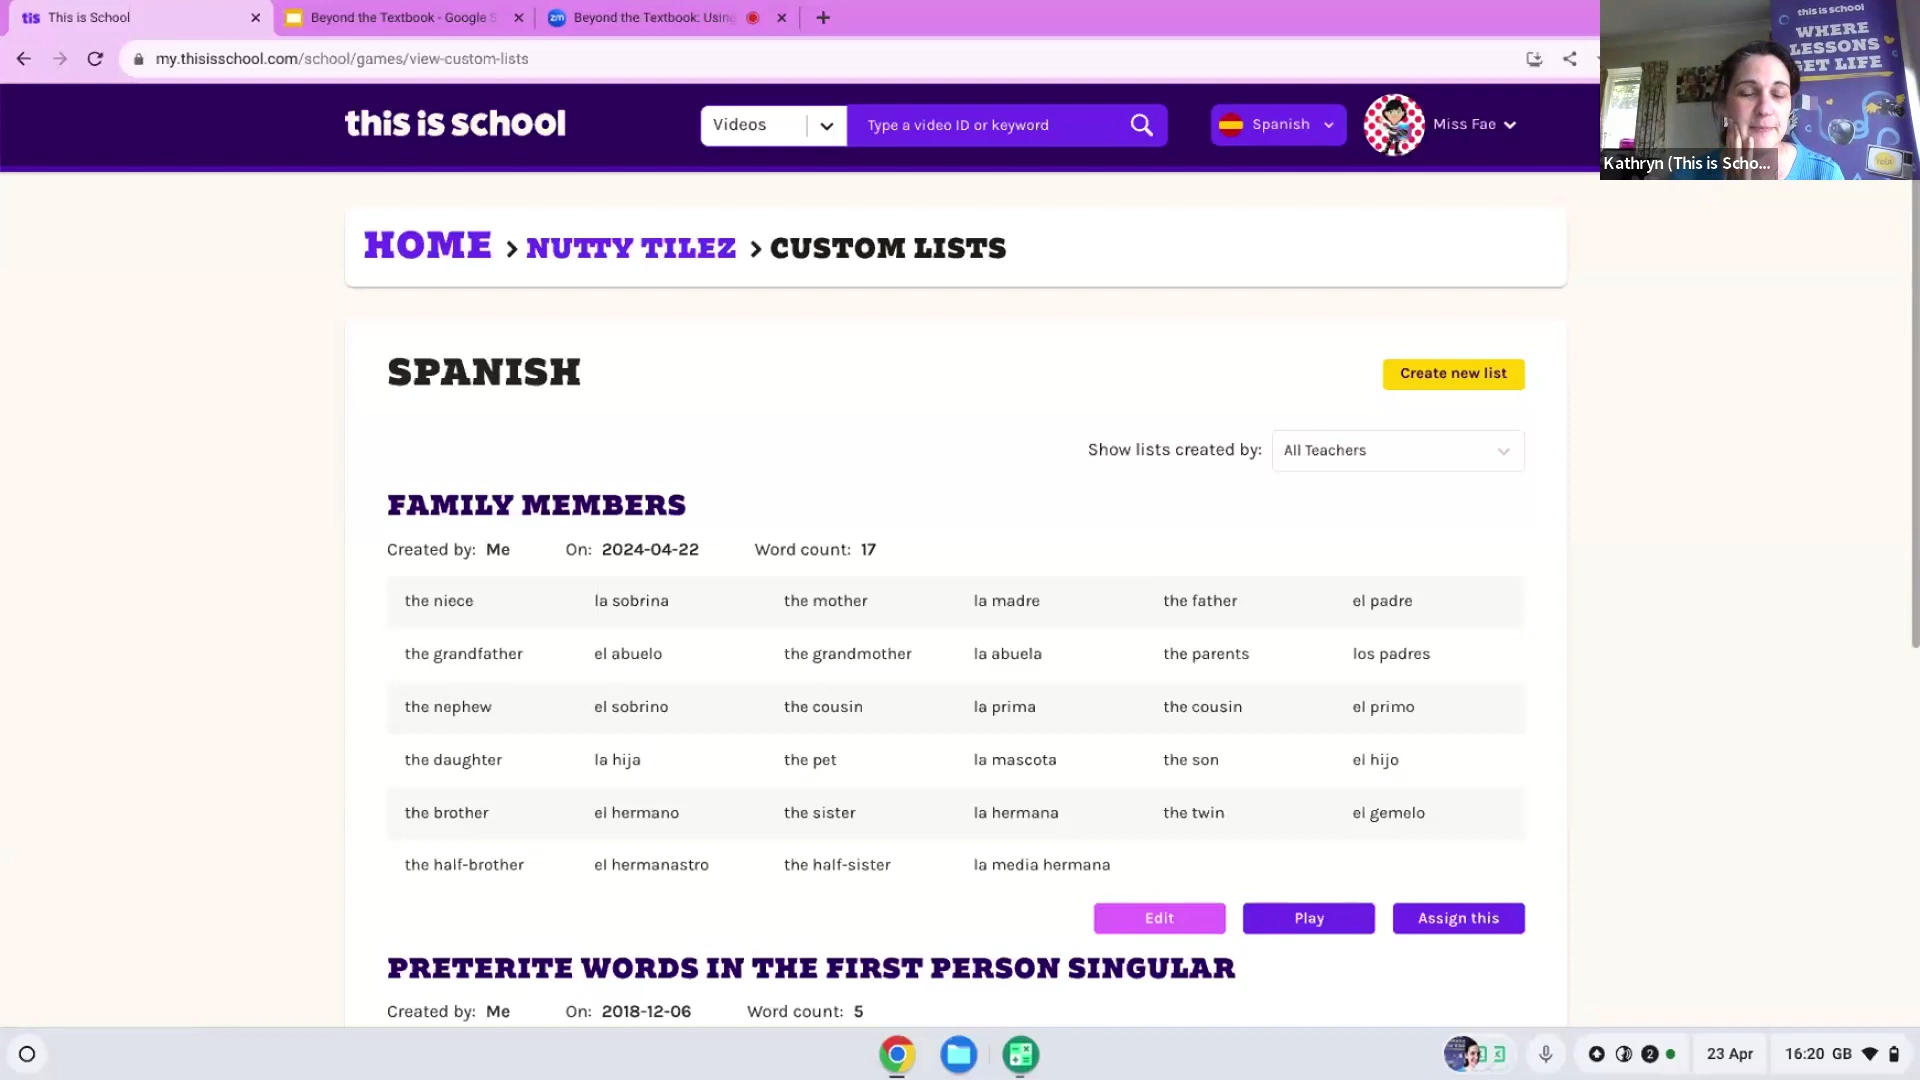 tis This is School
Beyond the Textbook - Google S
zm Beyond the Textbook: Using
my.thisisschool.com/school/games/view-custom-lists
this is school
WHERE
LESSONS
GET LIFE
Kathryn (This is Scho...
this is school
Videos
Type a video ID or keyword
Spanish
Miss Fae
HOME > NUTTY TILEZ > CUSTOM LISTS
SPANISH
Create new list
Show lists created by: All Teachers
FAMILY MEMBERS
Created by: Me On: 2024-04-22 Word count: 17
the niece la sobrina the mother la madre the father el padre
the grandfather el abuelo the grandmother la abuela the parents los padres
the nephew el sobrino the cousin la prima the cousin el primo
the daughter la hija the pet la mascota the son el hijo
the brother el hermano the sister la hermana the twin el gemelo
the half-brother el hermanastro the half-sister la media hermana
Edit Play Assign this
PRETERITE WORDS IN THE FIRST PERSON SINGULAR
Created by: Me On: 2018-12-06 Word count: 5
2 23 Apr 16:20 GB